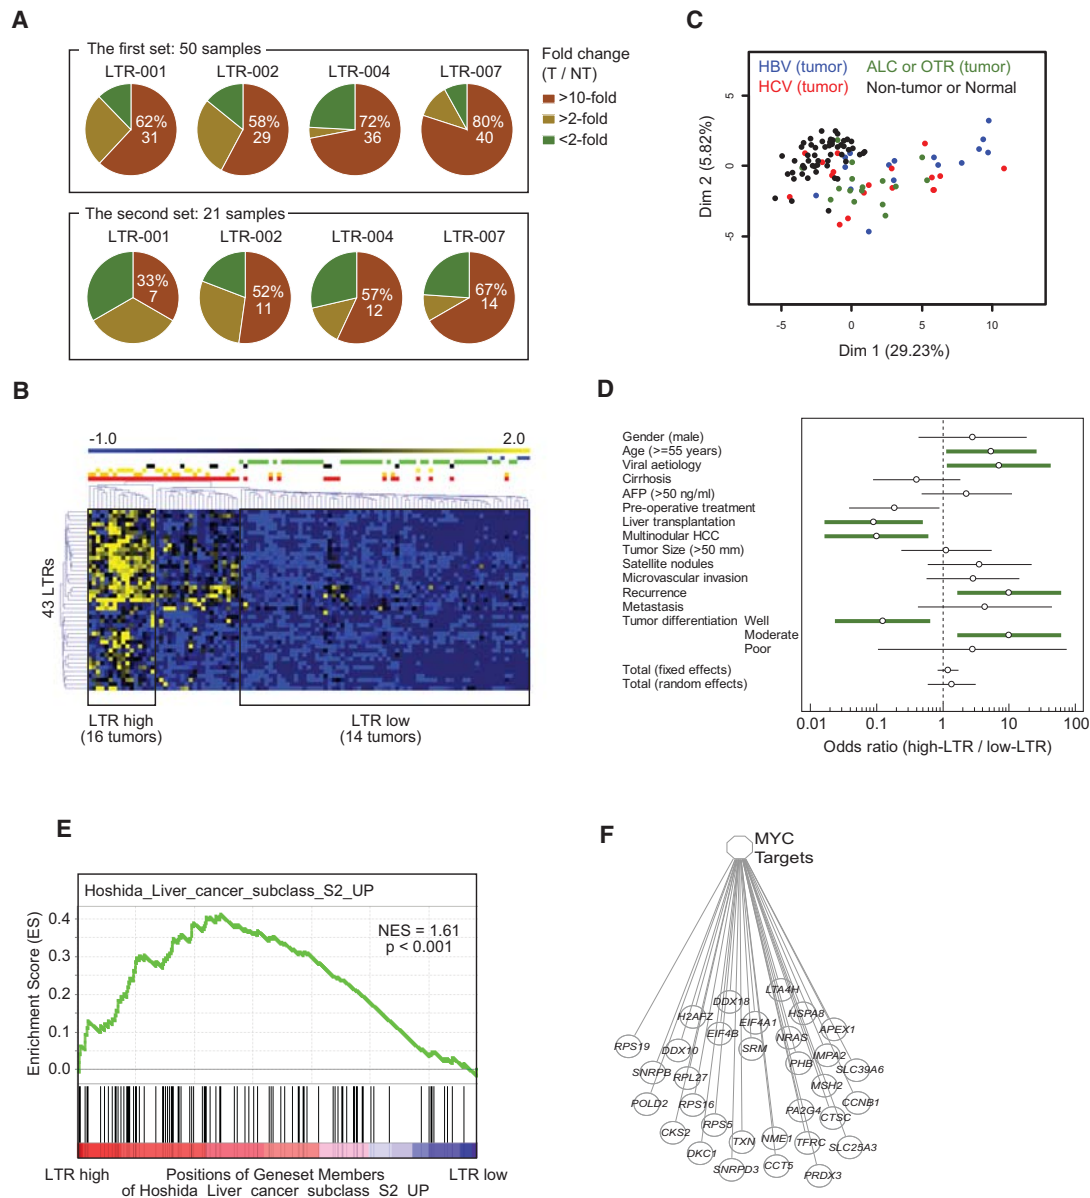 A
The first set: 50 samples
LTR-001 LTR-002 LTR-004 LTR-007
62%
31
58%
29
72%
36
80%
40
Fold change
(T / NT)
>10-fold
>2-fold
<2-fold
The second set: 21 samples
LTR-001 LTR-002 LTR-004 LTR-007
33%
7
52%
11
57%
12
67%
14
B
-1.0 2.0
43 LTRs
LTR high
(16 tumors)
LTR low
(14 tumors)
C
HBV (tumor) ALC or OTR (tumor)
HCV (tumor) Non-tumor or Normal
Dim 2 (5.82%)
5
0
-5
-5 0 5 10
Dim 1 (29.23%)
D
Gender (male)
Age (>=55 years)
Viral aetiology
Cirrhosis
AFP (>50 ng/ml)
Pre-operative treatment
Liver transplantation
Multinodular HCC
Tumor Size (>50 mm)
Satellite nodules
Microvascular invasion
Recurrence
Metastasis
Tumor differentiation Well
Moderate
Poor
Total (fixed effects)
Total (random effects)
0.01 0.1 1 10 100
Odds ratio (high-LTR / low-LTR)
E
Hoshida_Liver_cancer_subclass_S2_UP
NES = 1.61
p < 0.001
Enrichment Score (ES)
0.4
0.3
0.2
0.1
0.0
LTR high Positions of Geneset Members LTR low
of Hoshida_Liver_cancer_subclass_S2_UP
F
MYC
Targets
LTA4H
DDX18
HSPA8
H2AFZ
EIF4A1
APEX1
EIF4B
NRAS
RPS19
DDX10
SRM
IMPA2
PHB
SLC39A6
SNRPB
RPL27
MSH2
POLD2
RPS16
PA2G4
CTSC
CCNB1
CKS2
RPS5
TXN
NME1
TFRC
SLC25A3
DKC1
SNRPD3
CCT5
PRDX3